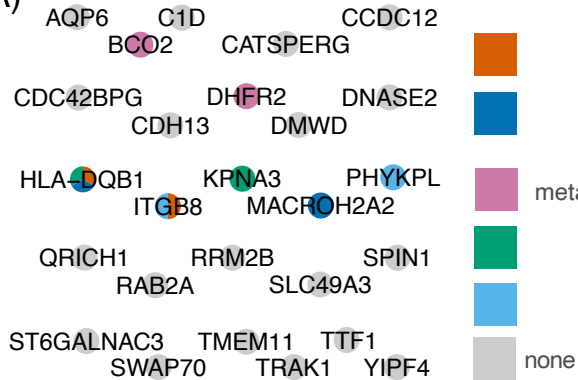 AQP6 C1D CCDC12
BCO2 CATSPERG
CDC42BPG DHFR2 DNASE2
CDH13 DMWD
HLA-DQB1 KPNA3 PHYKPL
ITGB8 MACROH2A2
meta
QRICH1 RRM2B SPIN1
RAB2A SLC49A3
ST6GALNAC3 TMEM11 TTF1
SWAP70 TRAK1 YIPF4
none